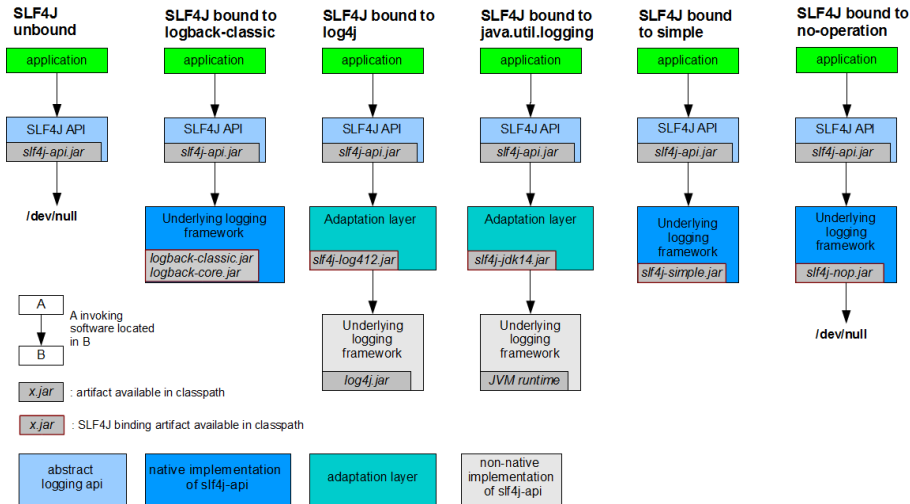 SLF4J
unbound
SLF4J bound to
logback-classic
SLF4J bound to
log4j
SLF4J bound to
java.util.logging
SLF4J bound
to simple
SLF4J bound to
no-operation
application
application
application
application
application
application
SLF4J API
slf4j-api.jar
SLF4J API
slf4j-api.jar
SLF4J API
slf4j-api.jar
SLF4J API
slf4j-api.jar
SLF4J API
slf4j-api.jar
SLF4J API
slf4j-api.jar
/dev/null
Underlying logging
framework
logback-classic.jar
logback-core.jar
Adaptation layer
slf4j-log412.jar
Adaptation layer
slf4j-jdk14.jar
Underlying
logging
framework
slf4j-simple.jar
Underlying
logging
framework
slf4j-nop.jar
A
B
A invoking
software located
in B
Underlying
logging
framework
log4j.jar
Underlying
logging
framework
JVM runtime
/dev/null
x.jar : artifact available in classpath
x.jar : SLF4J binding artifact available in classpath
abstract
logging api
native implementation
of slf4j-api
adaptation layer
non-native
implementation
of slf4j-api